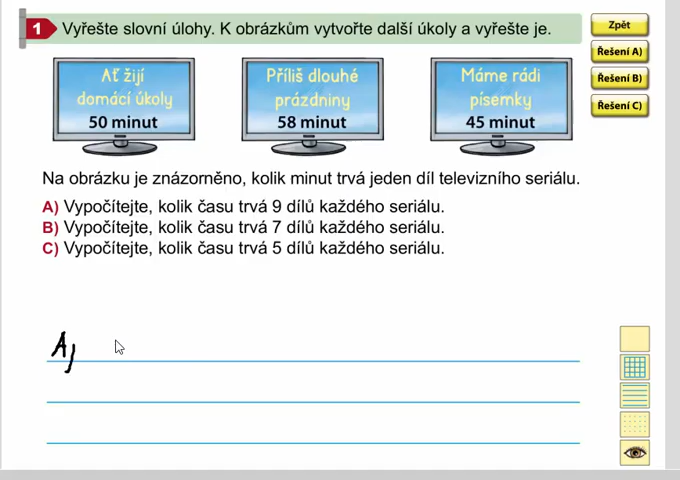 1 Vyřešte slovní úlohy. K obrázkům vytvořte další úkoly a vyřešte je.
Zpět
Řešení A)
Řešení B)
Řešení C)
Ať žijí
domácí úkoly
50 minut
Příliš dlouhé
prázdniny
58 minut
Máme rádi
písemky
45 minut
Na obrázku je znázorněno, kolik minut trvá jeden díl televizního seriálu.
A) Vypočítejte, kolik času trvá 9 dílů každého seriálu.
B) Vypočítejte, kolik času trvá 7 dílů každého seriálu.
C) Vypočítejte, kolik času trvá 5 dílů každého seriálu.
A)